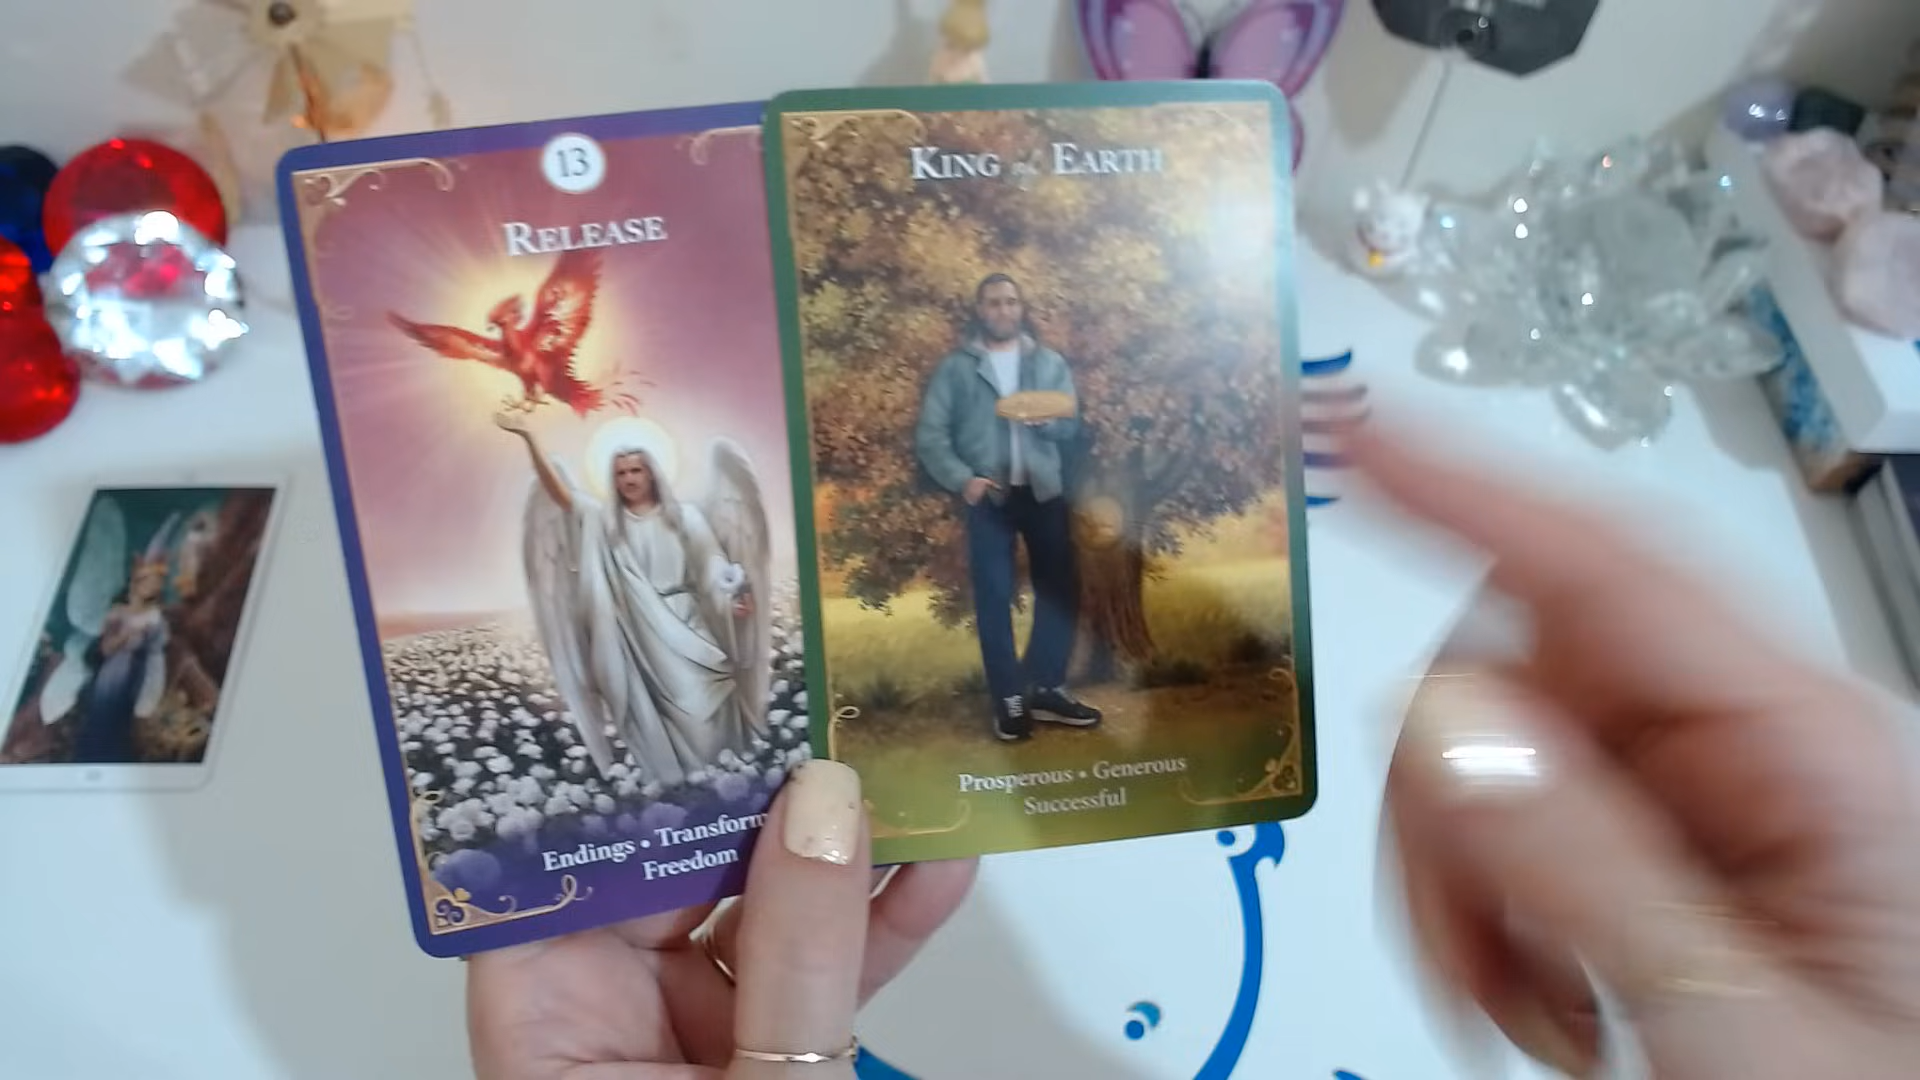 13
RELEASE
Endings • Transform
Freedom
KING of EARTH
Prosperous • Generous
Successful